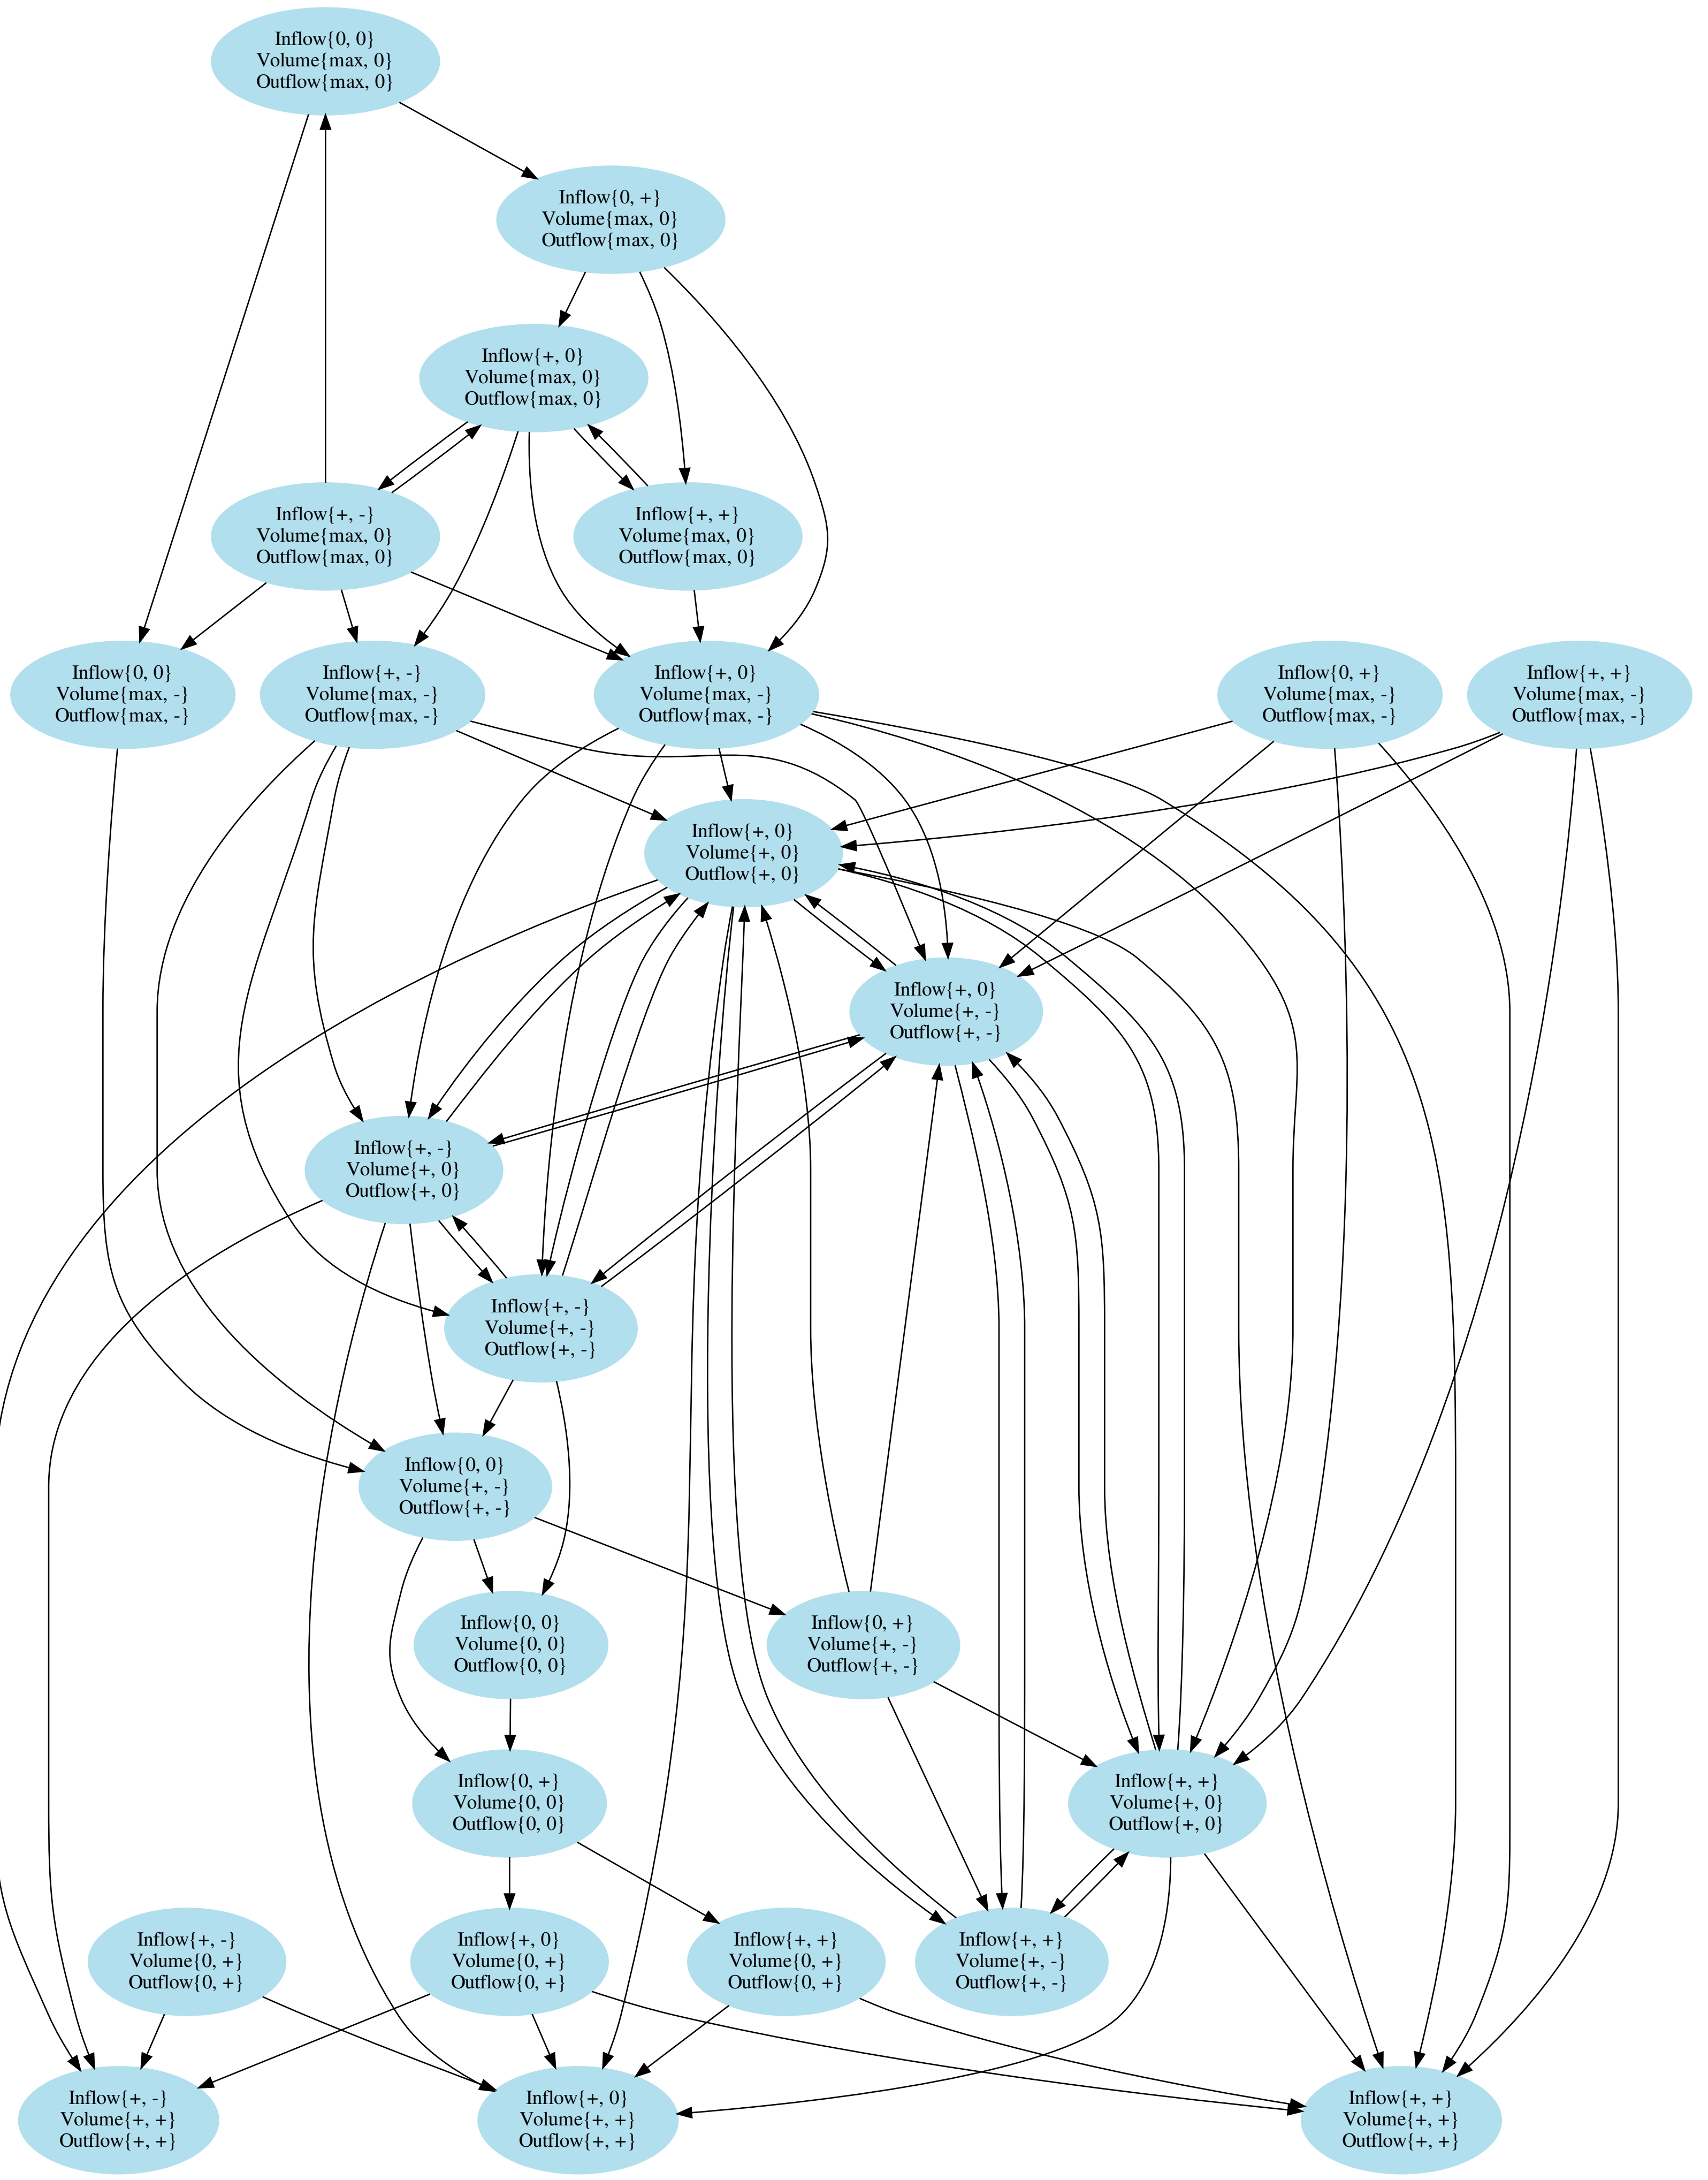 Inflow{0, 0}
Volume{max, 0}
Outflow{max, 0}
Inflow{0, +}
Volume{max, 0}
Outflow{max, 0}
Inflow{+, 0}
Volume{max, 0}
Outflow{max, 0}
Inflow{+, -}
Volume{max, 0}
Outflow{max, 0}
Inflow{+, +}
Volume{max, 0}
Outflow{max, 0}
Inflow{0, 0}
Volume{max, -}
Outflow{max, -}
Inflow{+, -}
Volume{max, -}
Outflow{max, -}
Inflow{+, 0}
Volume{max, -}
Outflow{max, -}
Inflow{0, +}
Volume{max, -}
Outflow{max, -}
Inflow{+, +}
Volume{max, -}
Outflow{max, -}
Inflow{+, 0}
Volume{+, 0}
Outflow{+, 0}
Inflow{+, 0}
Volume{+, -}
Outflow{+, -}
Inflow{+, -}
Volume{+, 0}
Outflow{+, 0}
Inflow{+, -}
Volume{+, -}
Outflow{+, -}
Inflow{0, 0}
Volume{+, -}
Outflow{+, -}
Inflow{0, 0}
Volume{0, 0}
Outflow{0, 0}
Inflow{0, +}
Volume{+, -}
Outflow{+, -}
Inflow{0, +}
Volume{0, 0}
Outflow{0, 0}
Inflow{+, +}
Volume{+, 0}
Outflow{+, 0}
Inflow{+, -}
Volume{0, +}
Outflow{0, +}
Inflow{+, 0}
Volume{0, +}
Outflow{0, +}
Inflow{+, +}
Volume{0, +}
Outflow{0, +}
Inflow{+, +}
Volume{+, -}
Outflow{+, -}
Inflow{+, -}
Volume{+, +}
Outflow{+, +}
Inflow{+, 0}
Volume{+, +}
Outflow{+, +}
Inflow{+, +}
Volume{+, +}
Outflow{+, +}